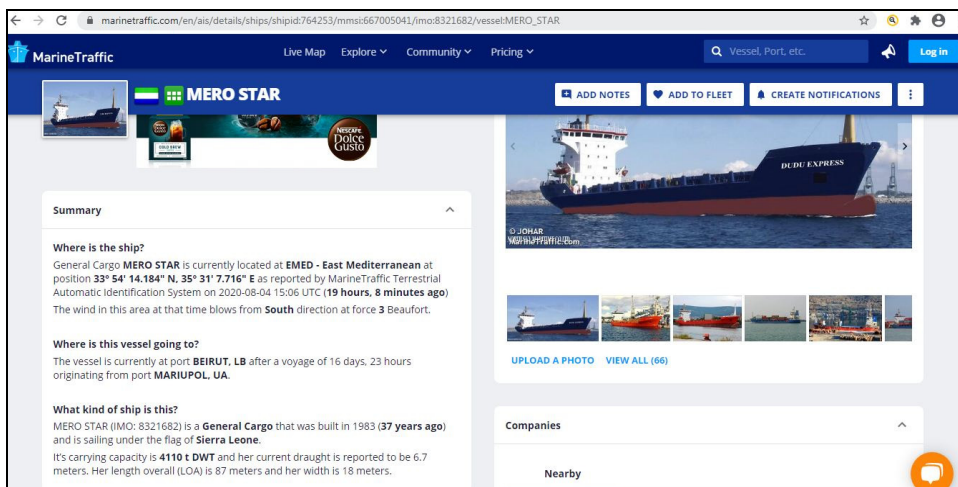 marinetraffic.com/en/ais/details/ships/shipid:764253/mmsi:667005041/imo:8321682/vessel:MERO_STAR
MarineTraffic
Live Map Explore Community Pricing
Vessel, Port, etc.
Log in
MERO STAR
ADD NOTES ADD TO FLEET CREATE NOTIFICATIONS
COLD BREW
NESCAFÉ
Dolce
Gusto
DUDU EXPRESS
© JOHAR
MarineTraffic.com
Summary
Where is the ship?
General Cargo MERO STAR is currently located at EMED - East Mediterranean at
position 33° 54' 14.184" N, 35° 31' 7.716" E as reported by MarineTraffic Terrestrial
Automatic Identification System on 2020-08-04 15:06 UTC (19 hours, 8 minutes ago)
The wind in this area at that time blows from South direction at force 3 Beaufort.
Where is this vessel going to?
The vessel is currently at port BEIRUT, LB after a voyage of 16 days, 23 hours
originating from port MARIUPOL, UA.
What kind of ship is this?
MERO STAR (IMO: 8321682) is a General Cargo that was built in 1983 (37 years ago)
and is sailing under the flag of Sierra Leone.
It's carrying capacity is 4110 t DWT and her current draught is reported to be 6.7
meters. Her length overall (LOA) is 87 meters and her width is 18 meters.
UPLOAD A PHOTO VIEW ALL (66)
Companies
Nearby